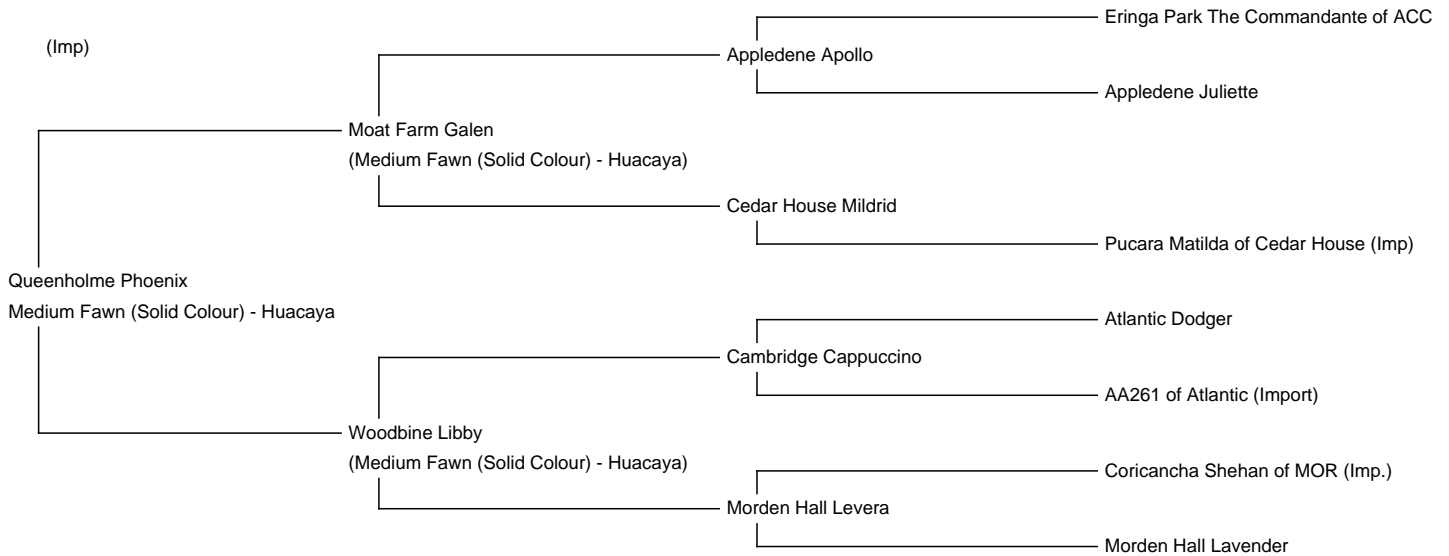 Eringa Park The Commandante of ACC
(Imp)
Appledene Apollo
Appledene Juliette
Moat Farm Galen
(Medium Fawn (Solid Colour) - Huacaya)
Cedar House Mildrid
Pucara Matilda of Cedar House (Imp)
Queenholme Phoenix
Medium Fawn (Solid Colour) - Huacaya
Atlantic Dodger
Cambridge Cappuccino
AA261 of Atlantic (Import)
Woodbine Libby
(Medium Fawn (Solid Colour) - Huacaya)
Coricancha Shehan of MOR (Imp.)
Morden Hall Levera
Morden Hall Lavender